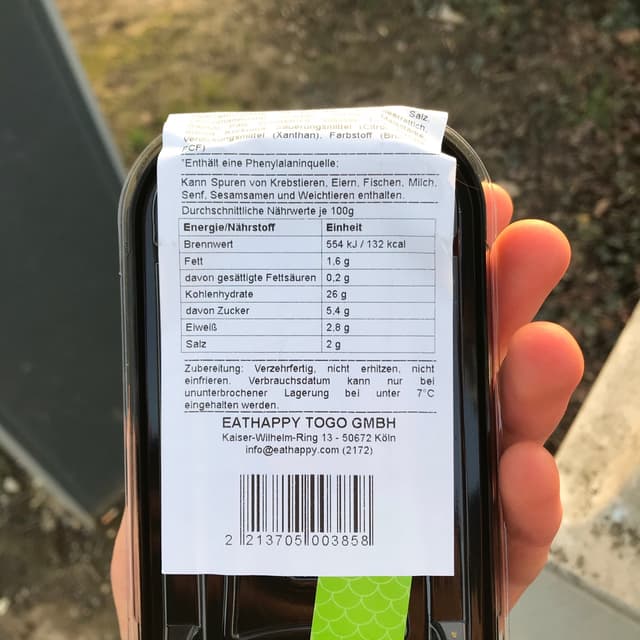 Salz,
Säuerungsmittel
(Xanthan), Farbstoff
FCF)
*Enthält eine Phenylalaninquelle;
Kann Spuren von Krebstieren, Eiern, Fischen, Milch,
Senf, Sesamsamen und Weichtieren enthalten.
Durchschnittliche Nährwerte je 100g
Energie/Nährstoff Einheit
Brennwert 554 kJ / 132 kcal
Fett 1,6 g
davon gesättigte Fettsäuren 0,2 g
Kohlenhydrate 26 g
davon Zucker 5,4 g
Eiweiß 2,8 g
Salz 2 g
Zubereitung: Verzehrfertig, nicht erhitzen, nicht
einfrieren. Verbrauchsdatum kann nur bei
ununterbrochener Lagerung bei unter 7°C
eingehalten werden.
EATHAPPY TOGO GMBH
Kaiser-Wilhelm-Ring 13 - 50672 Köln
info@eathappy.com (2172)
2 213705 003858